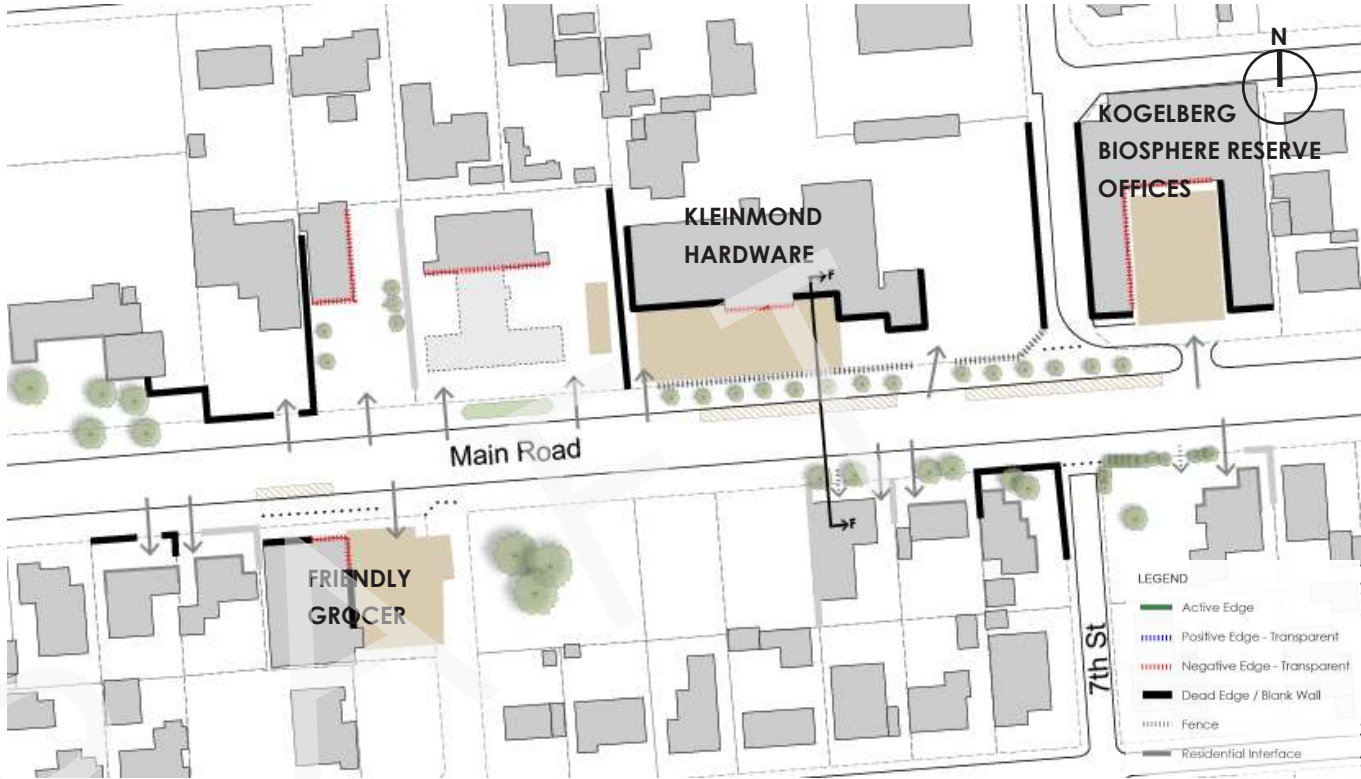 N
KOGELBERG
BIOSPHERE RESERVE
OFFICES
KLEINMOND
HARDWARE
F
Main Road
F
FRIENDLY
GROCER
7th St
LEGEND
Active Edge
Positive Edge - Transparent
Negative Edge - Transparent
Dead Edge / Blank Wall
Fence
Residential Interface